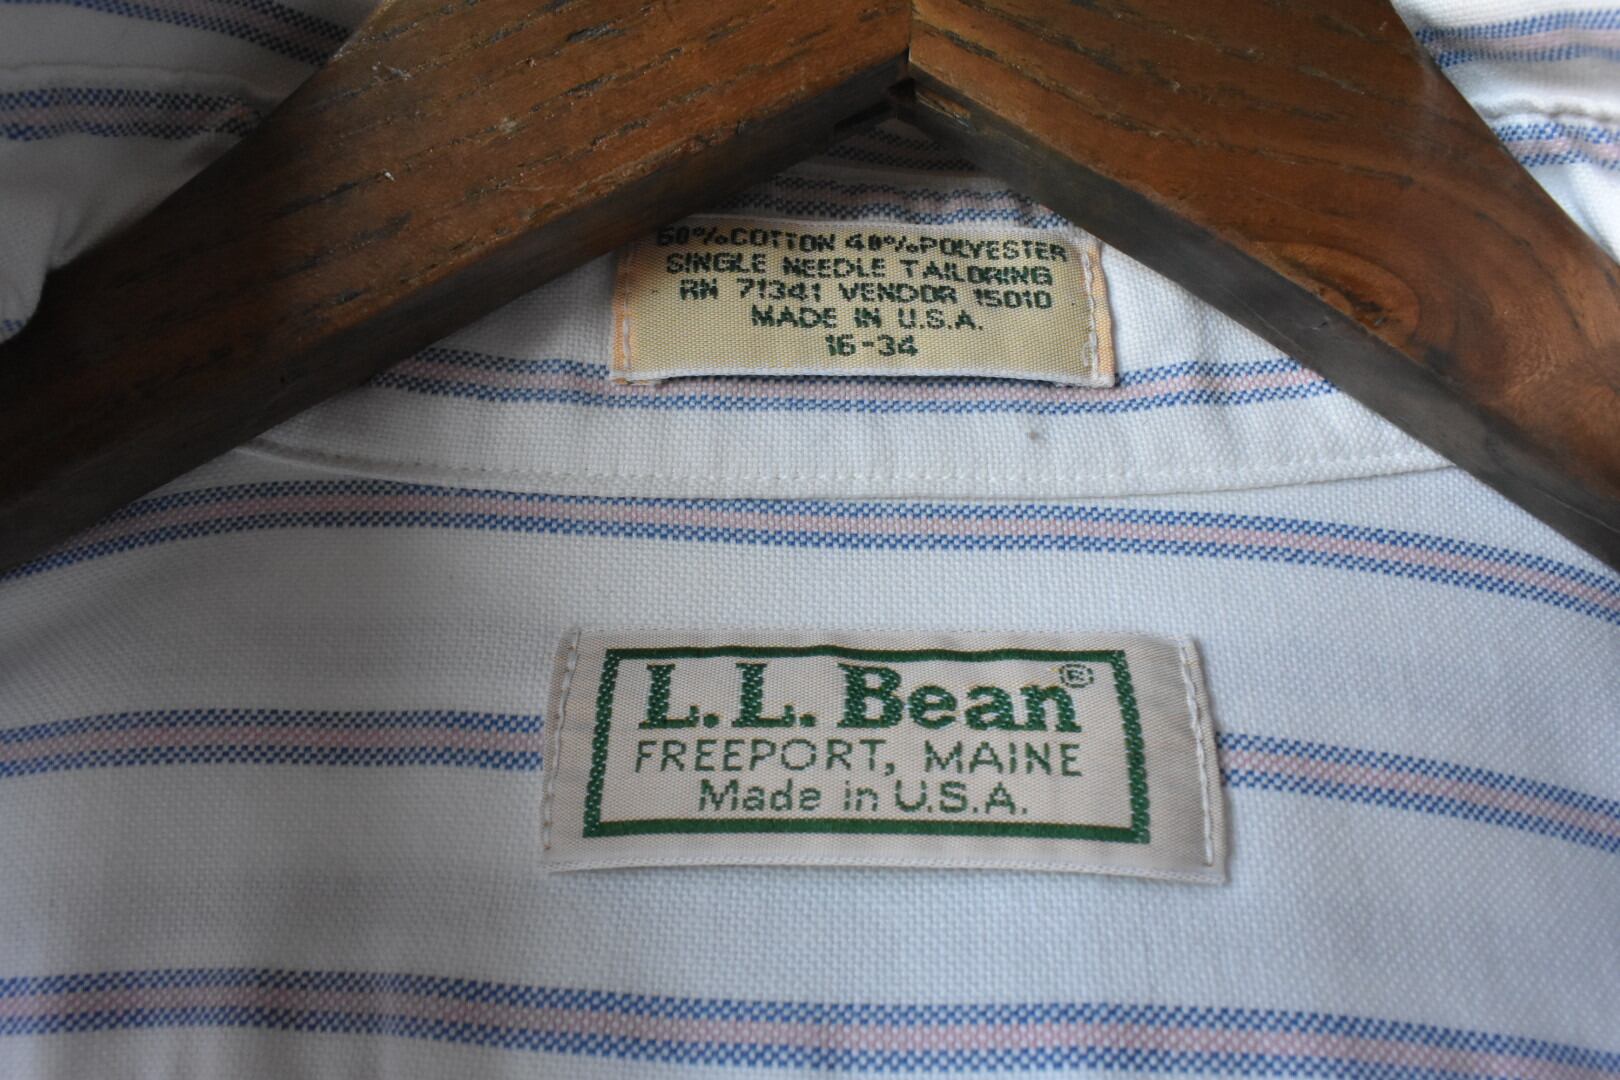 60%COTTON 40%POLYESTER
SINGLE NEEDLE TAILORING
RN 71341 VENDOR 15010
MADE IN U.S.A.
16-34
L.L.Bean®
FREEPORT, MAINE
Made in U.S.A.